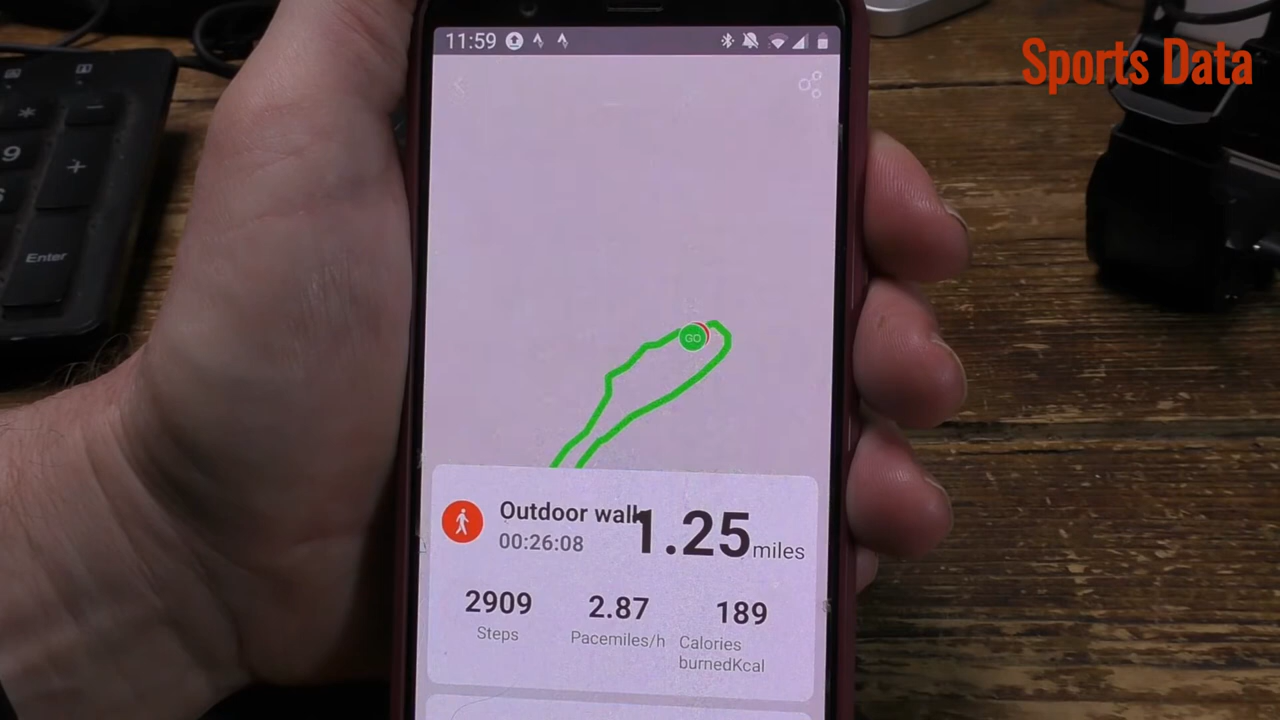 11:59
Sports Data
*
-
9
+
6
Enter
GO
Outdoor walk
1.25 miles
00:26:08
2909
2.87
189
Steps
Pacemiles/h
Calories
burnedKcal